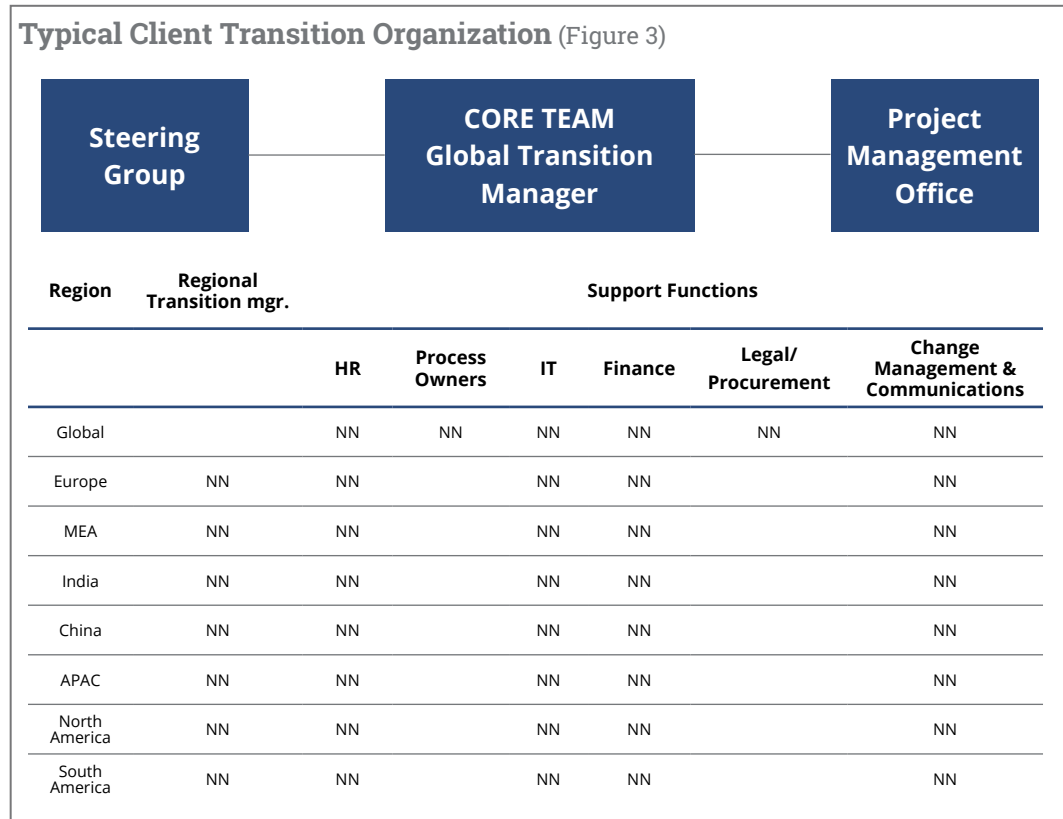 Typical Client Transition Organization (Figure 3)
Steering
Group
CORE TEAM
Global Transition
Manager
Project
Management
Office
Region
Regional
Transition mgr.
Support Functions
HR
Process
Owners
IT
Finance
Legal/
Procurement
Change
Management &
Communications
Global NN NN NN NN NN NN
Europe NN NN NN NN NN
MEA NN NN NN NN NN
India NN NN NN NN NN
China NN NN NN NN NN
APAC NN NN NN NN NN
North
America NN NN NN NN NN
South
America NN NN NN NN NN